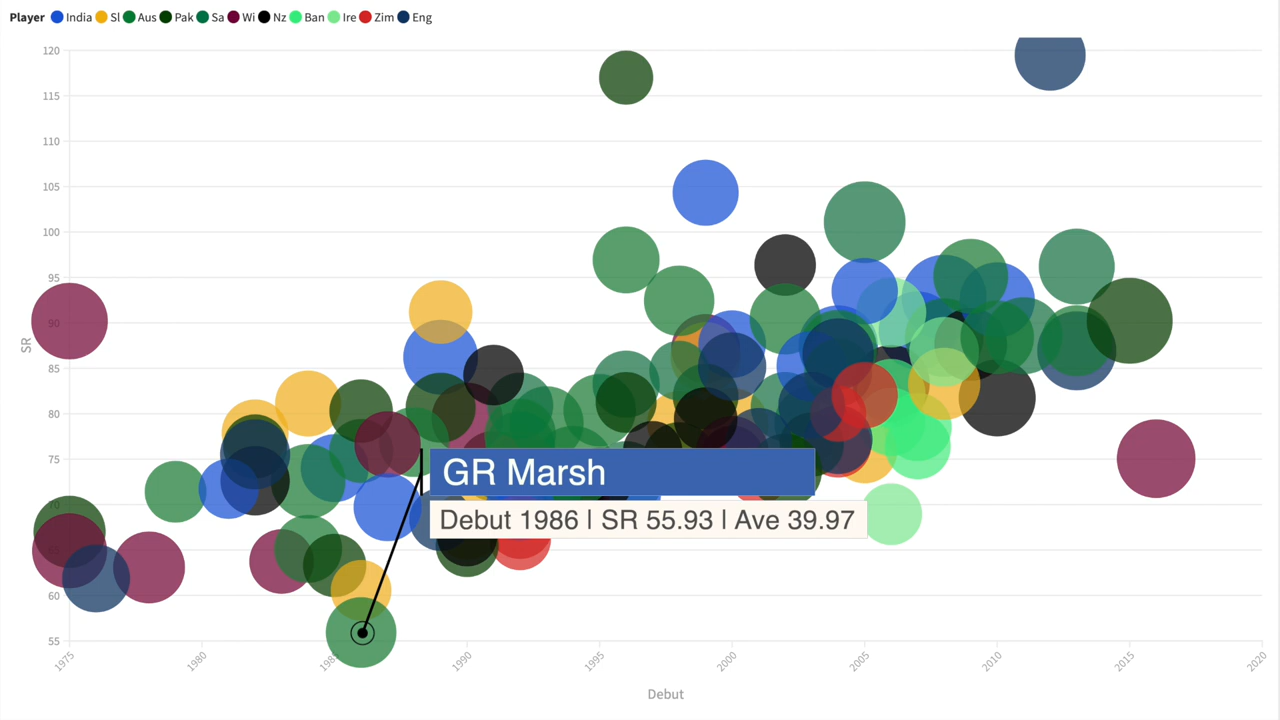 Player India Sl Aus Pak Sa Wi Nz Ban Ire Zim Eng
120
115
110
105
100
95
90
85
80
75
70
60
55
SR
GR Marsh
Debut 1986 | SR 55.93 | Ave 39.97
1975 1980 1985 1990 1995 2000 2005 2010 2015 2020
Debut